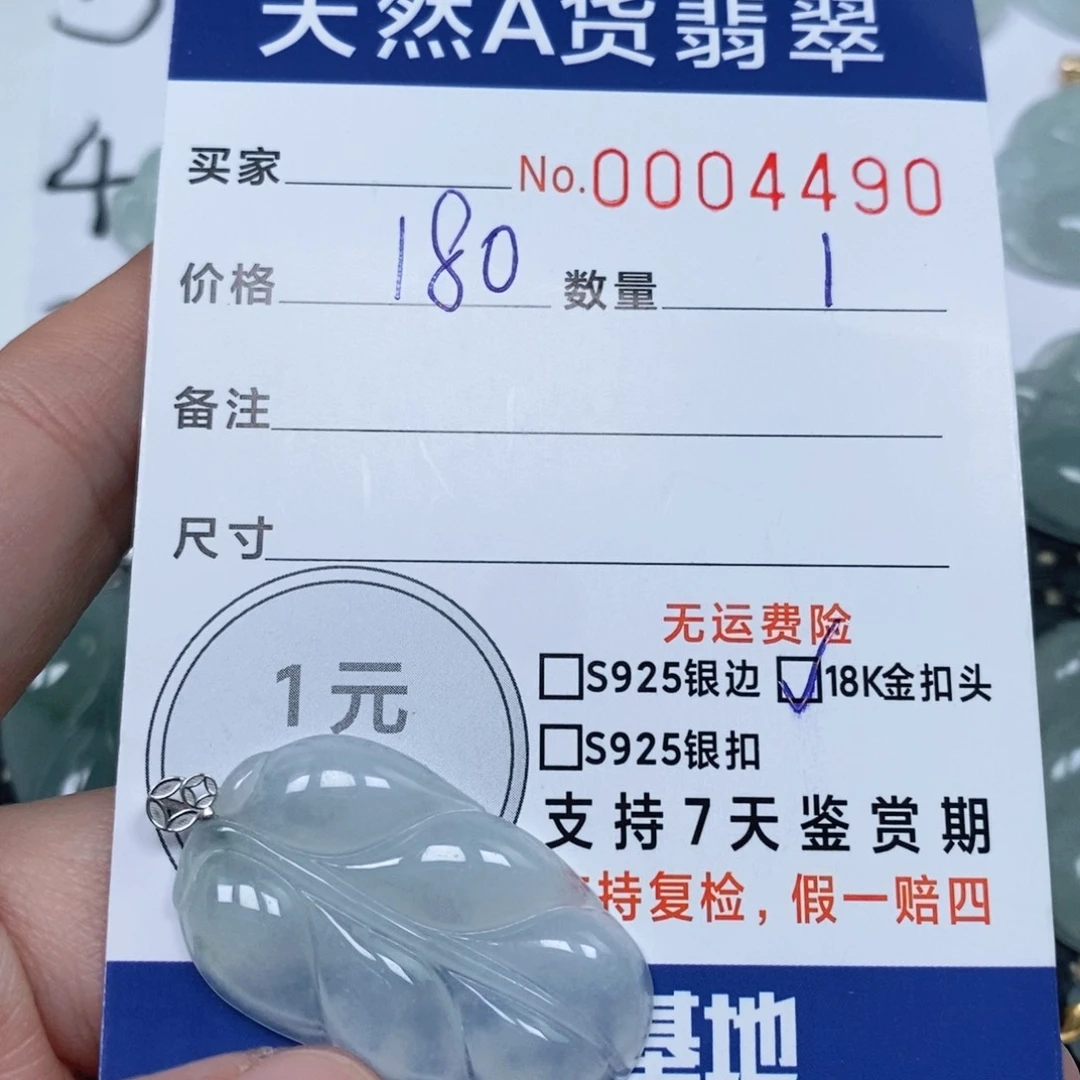 4
天然A货翡翠
买家 No.0004490
价格 180 数量 1
备注
尺寸
1元
无运费险
S925银边 18K金扣头
S925银扣
支持7天鉴赏期
持复检，假一赔四
基地